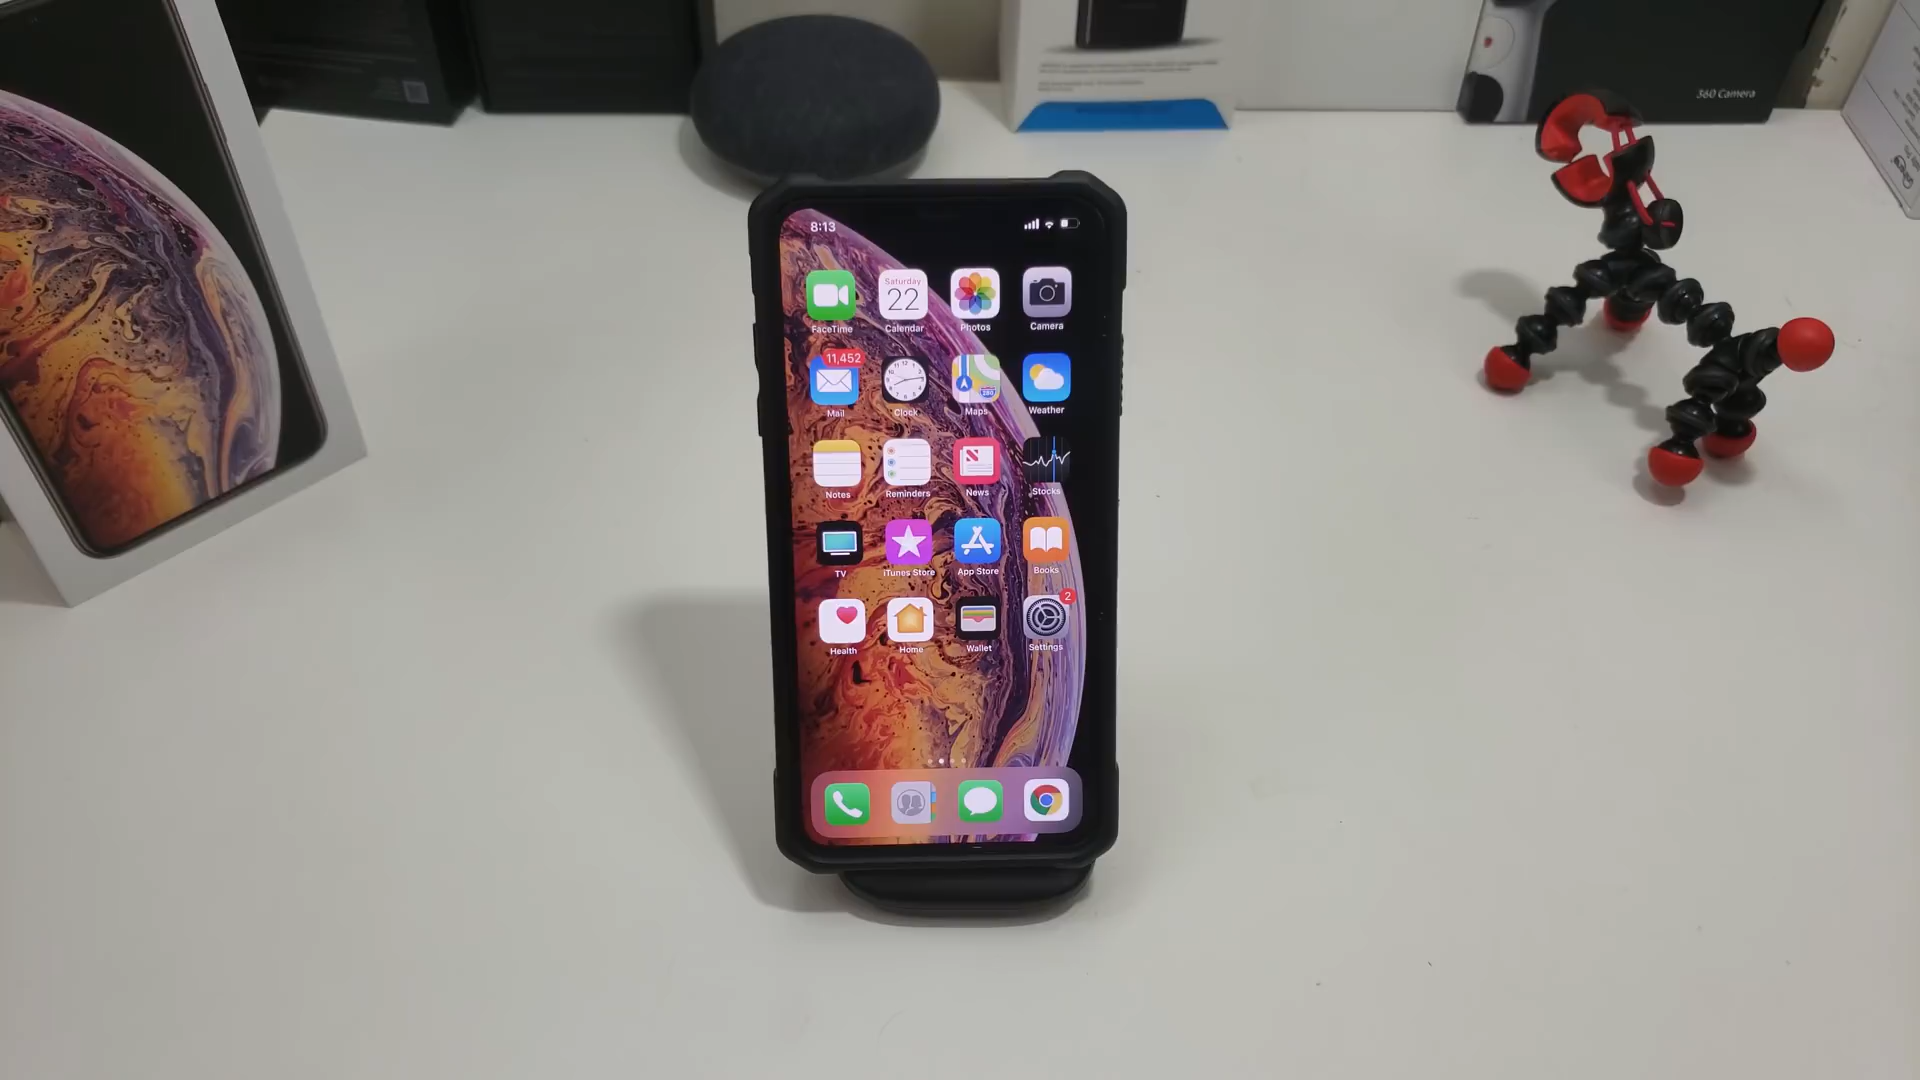 360 Camera
8:13
Saturday
22
FaceTime
Calendar
Photos
Camera
11,452
Mail
Clock
Maps
Weather
Notes
Reminders
News
Stocks
TV
iTunes Store
App Store
Books
2
Health
Home
Wallet
Settings